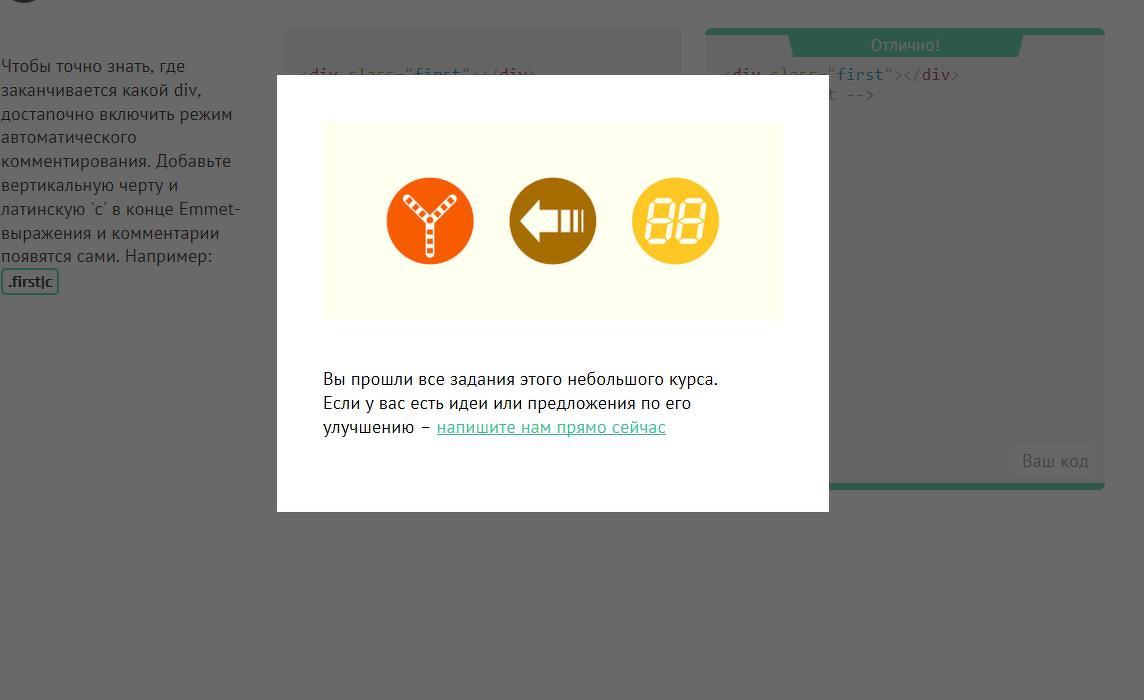 Чтобы точно знать, где
заканчивается какой div,
достаточно включить режим
автоматического
комментирования. Добавьте
вертикальную черту и
латинскую 'c' в конце Emmet-
выражения и комментарии
появятся сами. Например:
.first|c
<div class="first"></div>
Отлично!
<div class="first"></div>
-->
Ваш код
Y
88
Вы прошли все задания этого небольшого курса.
Если у вас есть идеи или предложения по его
улучшению – напишите нам прямо сейчас